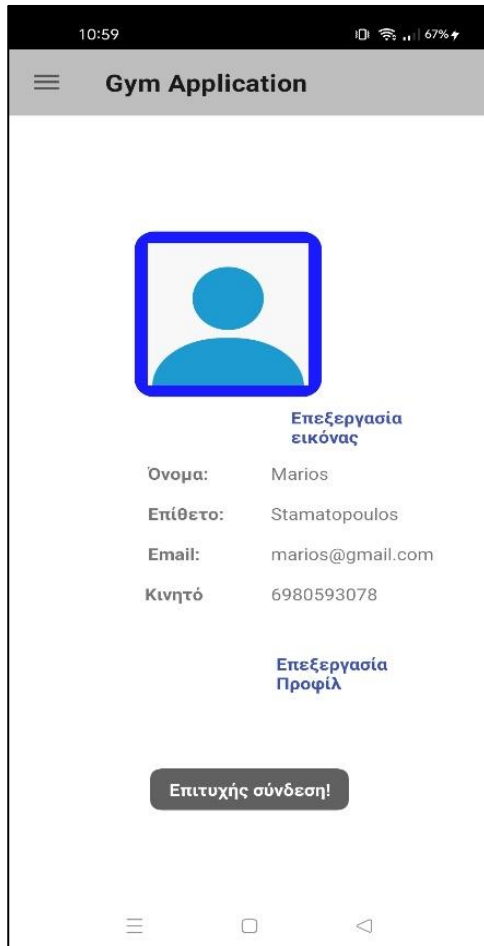 10:59 67%
Gym Application
Επεξεργασία
εικόνας
Όνομα: Marios
Επίθετο: Stamatopoulos
Email: marios@gmail.com
Κινητό 6980593078
Επεξεργασία
Προφίλ
Επιτυχής σύνδεση!